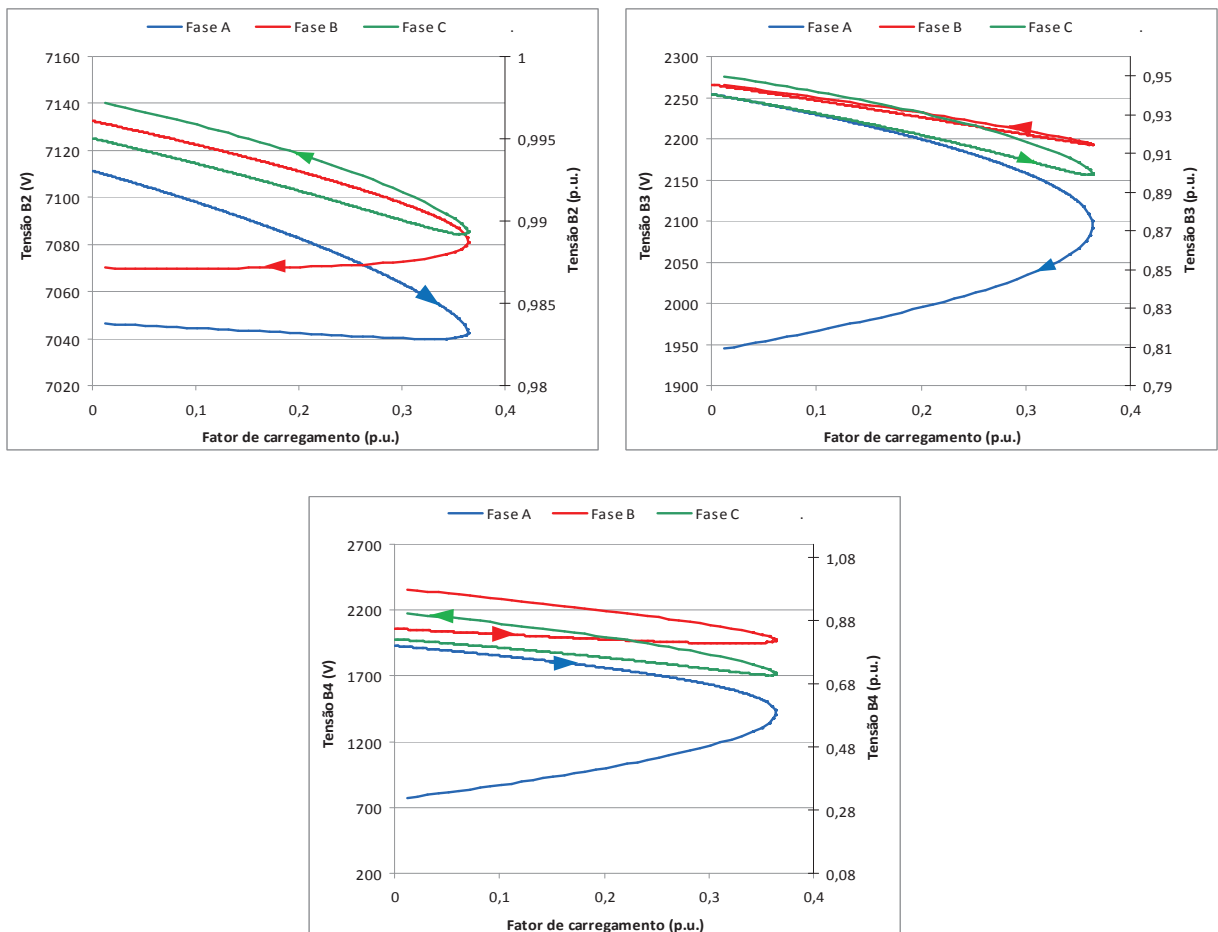 Fase A Fase B Fase C .
7160
7140
7120
7100
7080
7060
7040
7020
Tensão B2 (V)
1
0,995
0,99
0,985
0,98
Tensão B2 (p.u.)
0 0,1 0,2 0,3 0,4
Fator de carregamento (p.u.)
Fase A Fase B Fase C .
2300
2250
2200
2150
2100
2050
2000
1950
1900
Tensão B3 (V)
0,95
0,93
0,91
0,89
0,87
0,85
0,83
0,81
0,79
Tensão B3 (p.u.)
0 0,1 0,2 0,3 0,4
Fator de carregamento (p.u.)
Fase A Fase B Fase C .
2700
2200
1700
1200
700
200
Tensão B4 (V)
1,08
0,88
0,68
0,48
0,28
0,08
Tensão B4 (p.u.)
0 0,1 0,2 0,3 0,4
Fator de carregamento (p.u.)